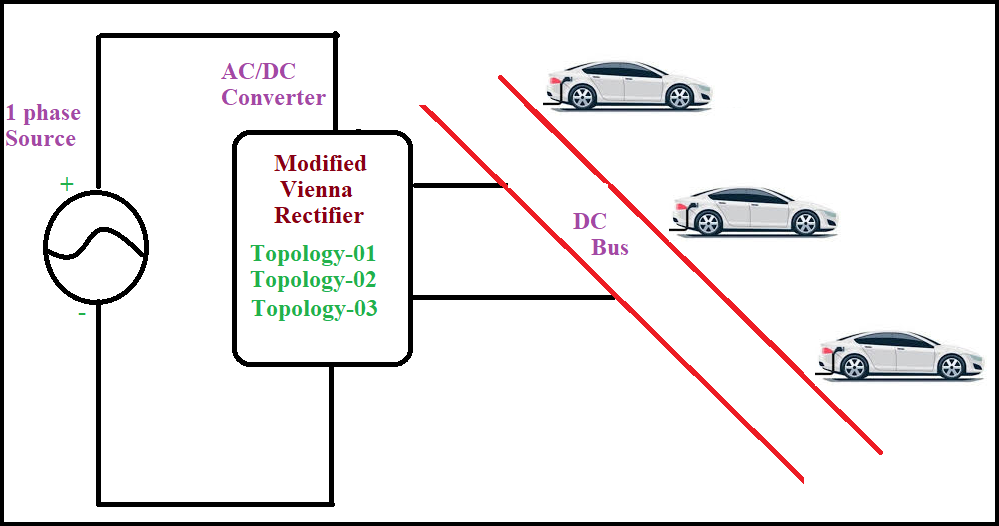 1 phase
Source
+
-
AC/DC
Converter
Modified
Vienna
Rectifier
Topology-01
Topology-02
Topology-03
DC
Bus